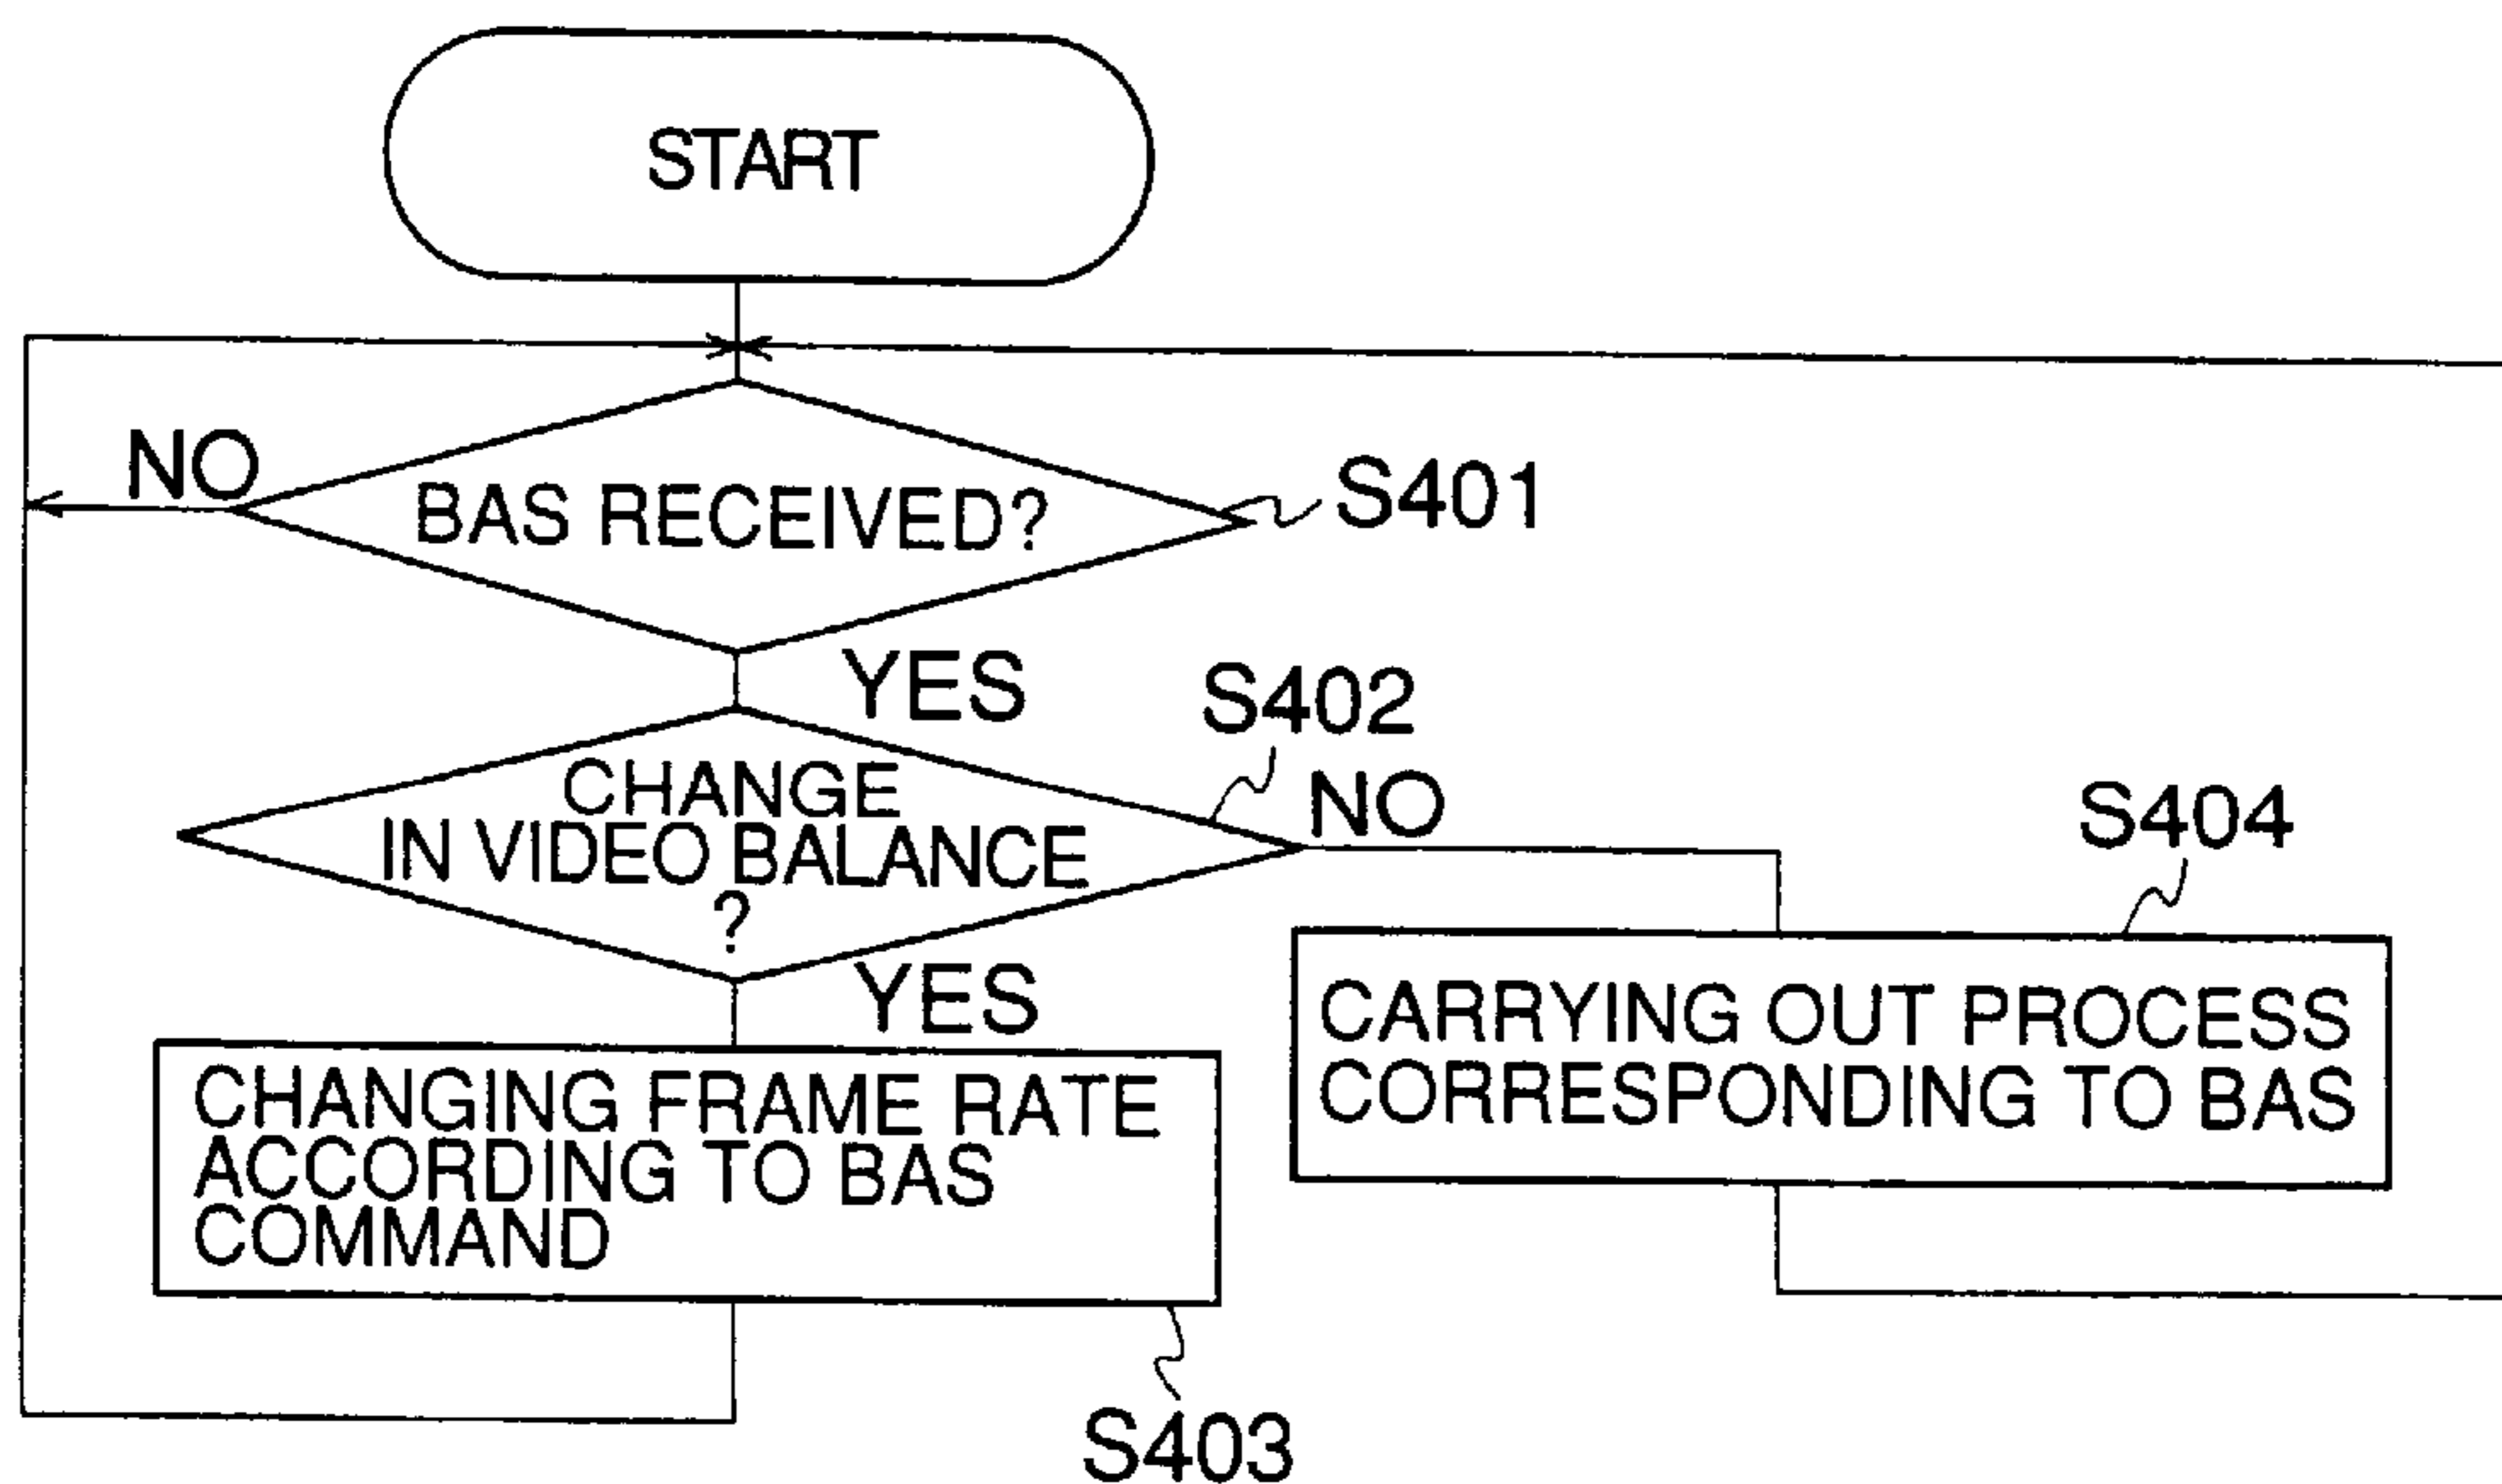 START
NO
BAS RECEIVED?
S401
YES
S402
CHANGE
IN VIDEO BALANCE
?
NO
S404
YES
CARRYING OUT PROCESS
CORRESPONDING TO BAS
CHANGING FRAME RATE
ACCORDING TO BAS
COMMAND
S403